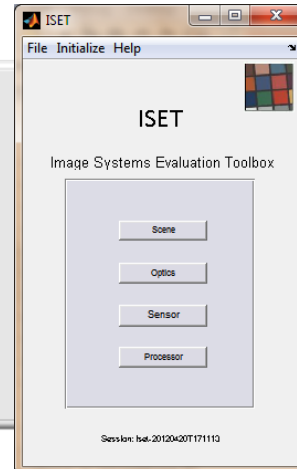 ISET
File Initialize Help
ISET
Image Systems Evaluation Toolbox
Scene
Optics
Sensor
Processor
Session: iset-20120420T171113